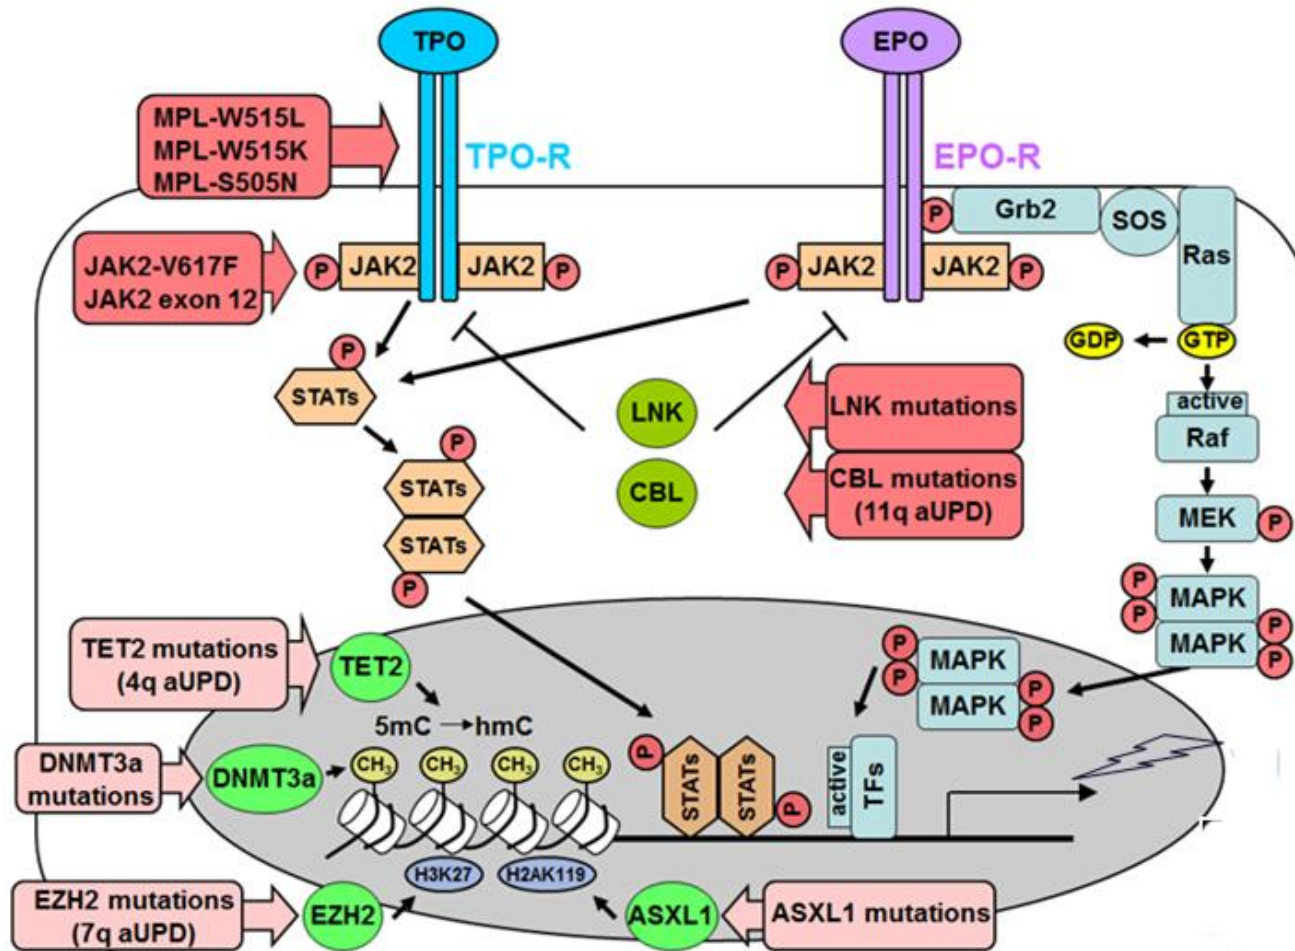 TPO
EPO
MPL-W515L
MPL-W515K
MPL-S505N
TPO-R
EPO-R
P
Grb2
SOS
Ras
JAK2-V617F
JAK2 exon 12
P
JAK2
JAK2
P
P
JAK2
JAK2
P
GDP
GTP
P
STATs
active
Raf
LNK
LNK mutations
P
STATs
STATs
P
CBL
CBL mutations
(11q aUPD)
MEK
P
P
P
MAPK
MAPK
P
P
TET2 mutations
(4q aUPD)
TET2
P
P
MAPK
MAPK
P
P
5mC
hmC
DNMT3a
mutations
DNMT3a
CH3
CH3
CH3
CH3
P
STATs
STATs
P
active
TFs
H3K27
H2AK119
EZH2 mutations
(7q aUPD)
EZH2
ASXL1
ASXL1 mutations